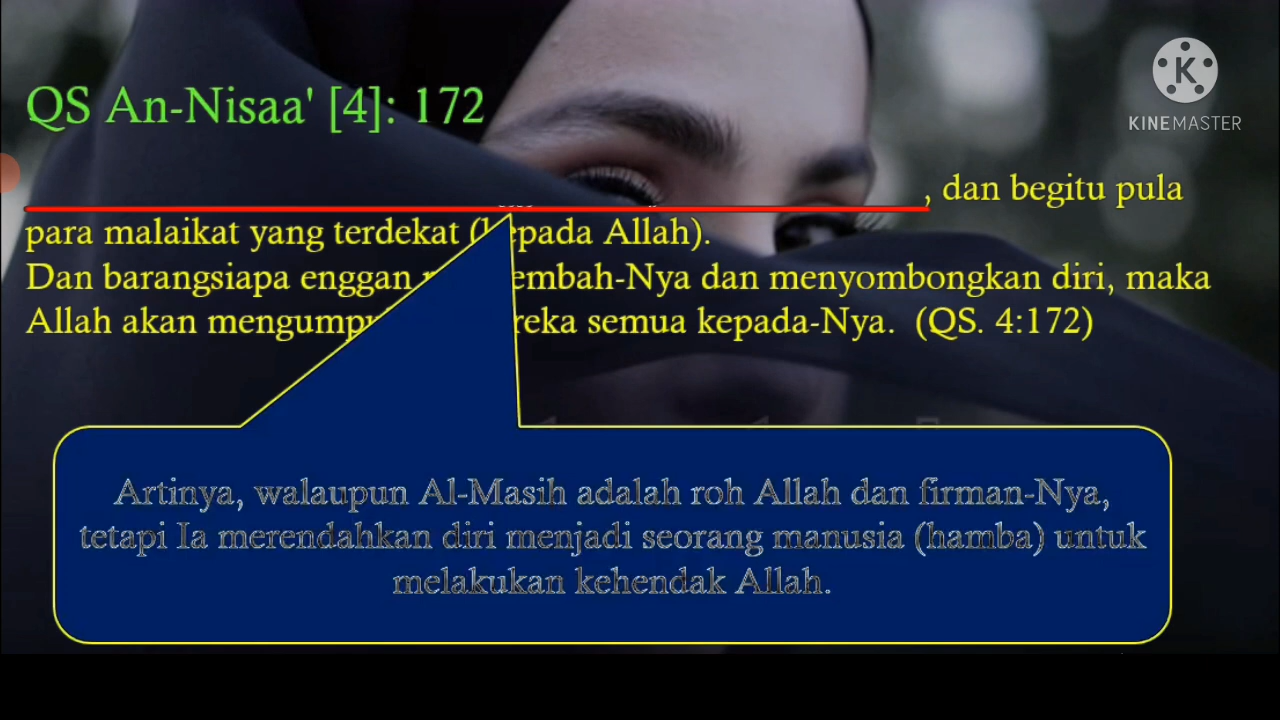 QS An-Nisaa' [4]: 172
KINEMASTER
, dan begitu pula
para malaikat yang terdekat epada Allah).
Dan barangsiapa enggan embah-Nya dan menyombongkan diri, maka
Allah akan reka semua kepada-Nya. (QS. 4:172)
Artinya, walaupun Al-Masih adalah roh Allah dan firman-Nya,
tetapi Ia merendahkan diri menjadi seorang manusia (hamba) untuk
melakukan kehendak Allah.